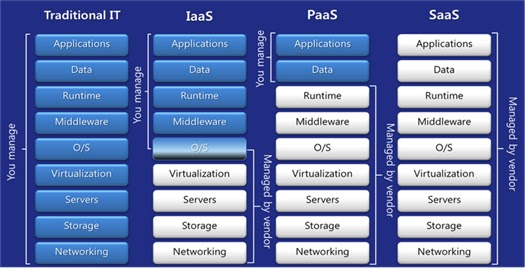 Traditional IT
IaaS
PaaS
SaaS
You manage
Applications
Data
Runtime
Middleware
O/S
Virtualization
Servers
Storage
Networking
You manage
Applications
Data
Runtime
Middleware
O/S
Virtualization
Servers
Storage
Networking
Managed by vendor
You manage
Applications
Data
Runtime
Middleware
O/S
Virtualization
Servers
Storage
Networking
Managed by vendor
Applications
Data
Runtime
Middleware
O/S
Virtualization
Servers
Storage
Networking
Managed by vendor